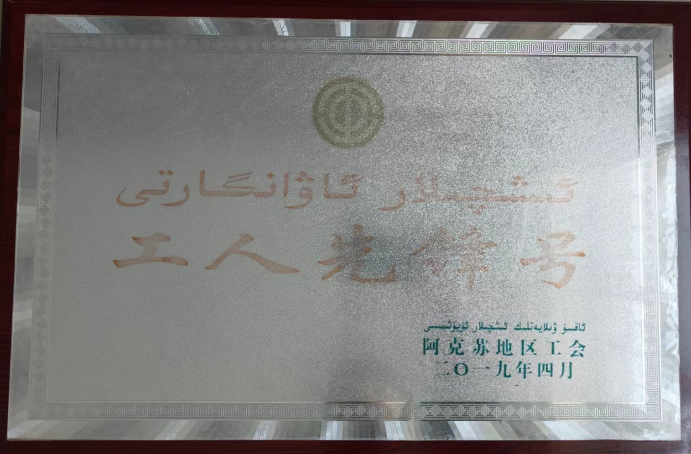 ئىشچىلار ئاۋانگارتى
工人先锋号
ئاقسۇ ۋىلايەتلىك ئىشچىلار ئۇيۇشمىسى
阿克苏地区工会
二〇一九年四月